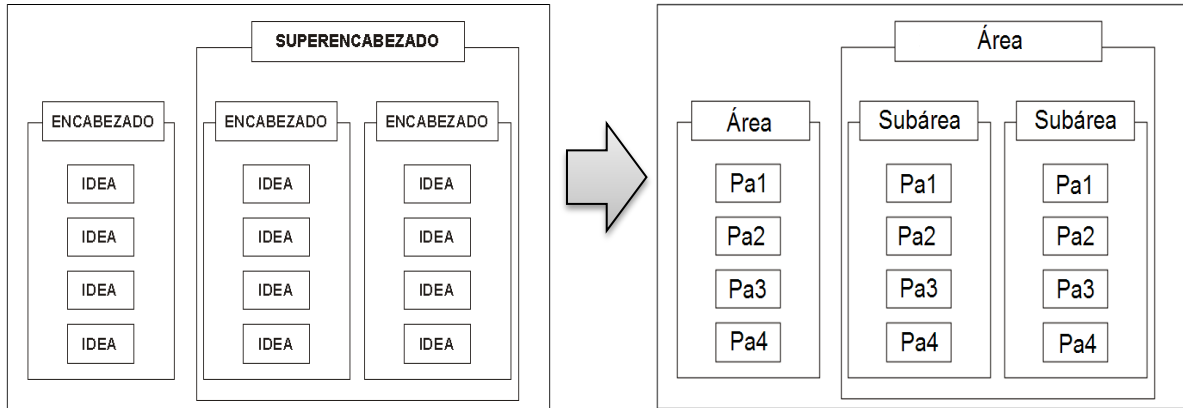 SUPERENCABEZADO
ENCABEZADO ENCABEZADO ENCABEZADO
IDEA IDEA IDEA
IDEA IDEA IDEA
IDEA IDEA IDEA
IDEA IDEA IDEA
Área
Área Subárea Subárea
Pa1 Pa1 Pa1
Pa2 Pa2 Pa2
Pa3 Pa3 Pa3
Pa4 Pa4 Pa4